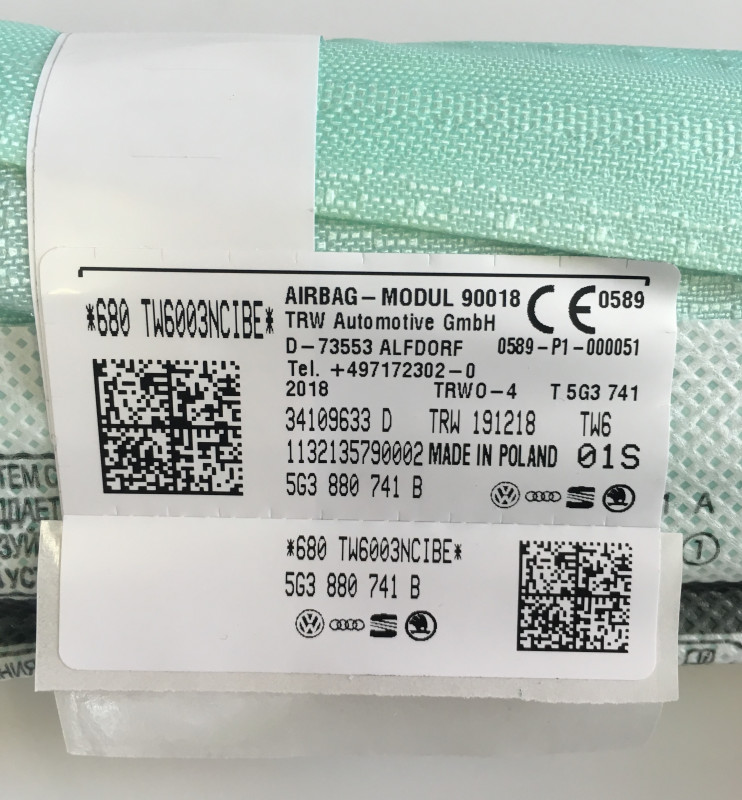 *680 TW6003NCIBE*
AIRBAG-MODUL 90018 CE 0589
TRW Automotive GmbH
D-73553 ALFDORF 0589-P1-000051
Tel. +497172302-0
2018 TRWO-4 T 5G3 741
34109633 D TRW 191218 TW6
1132135790002 MADE IN POLAND 01S
5G3 880 741 B
*680 TW6003NCIBE*
5G3 880 741 B